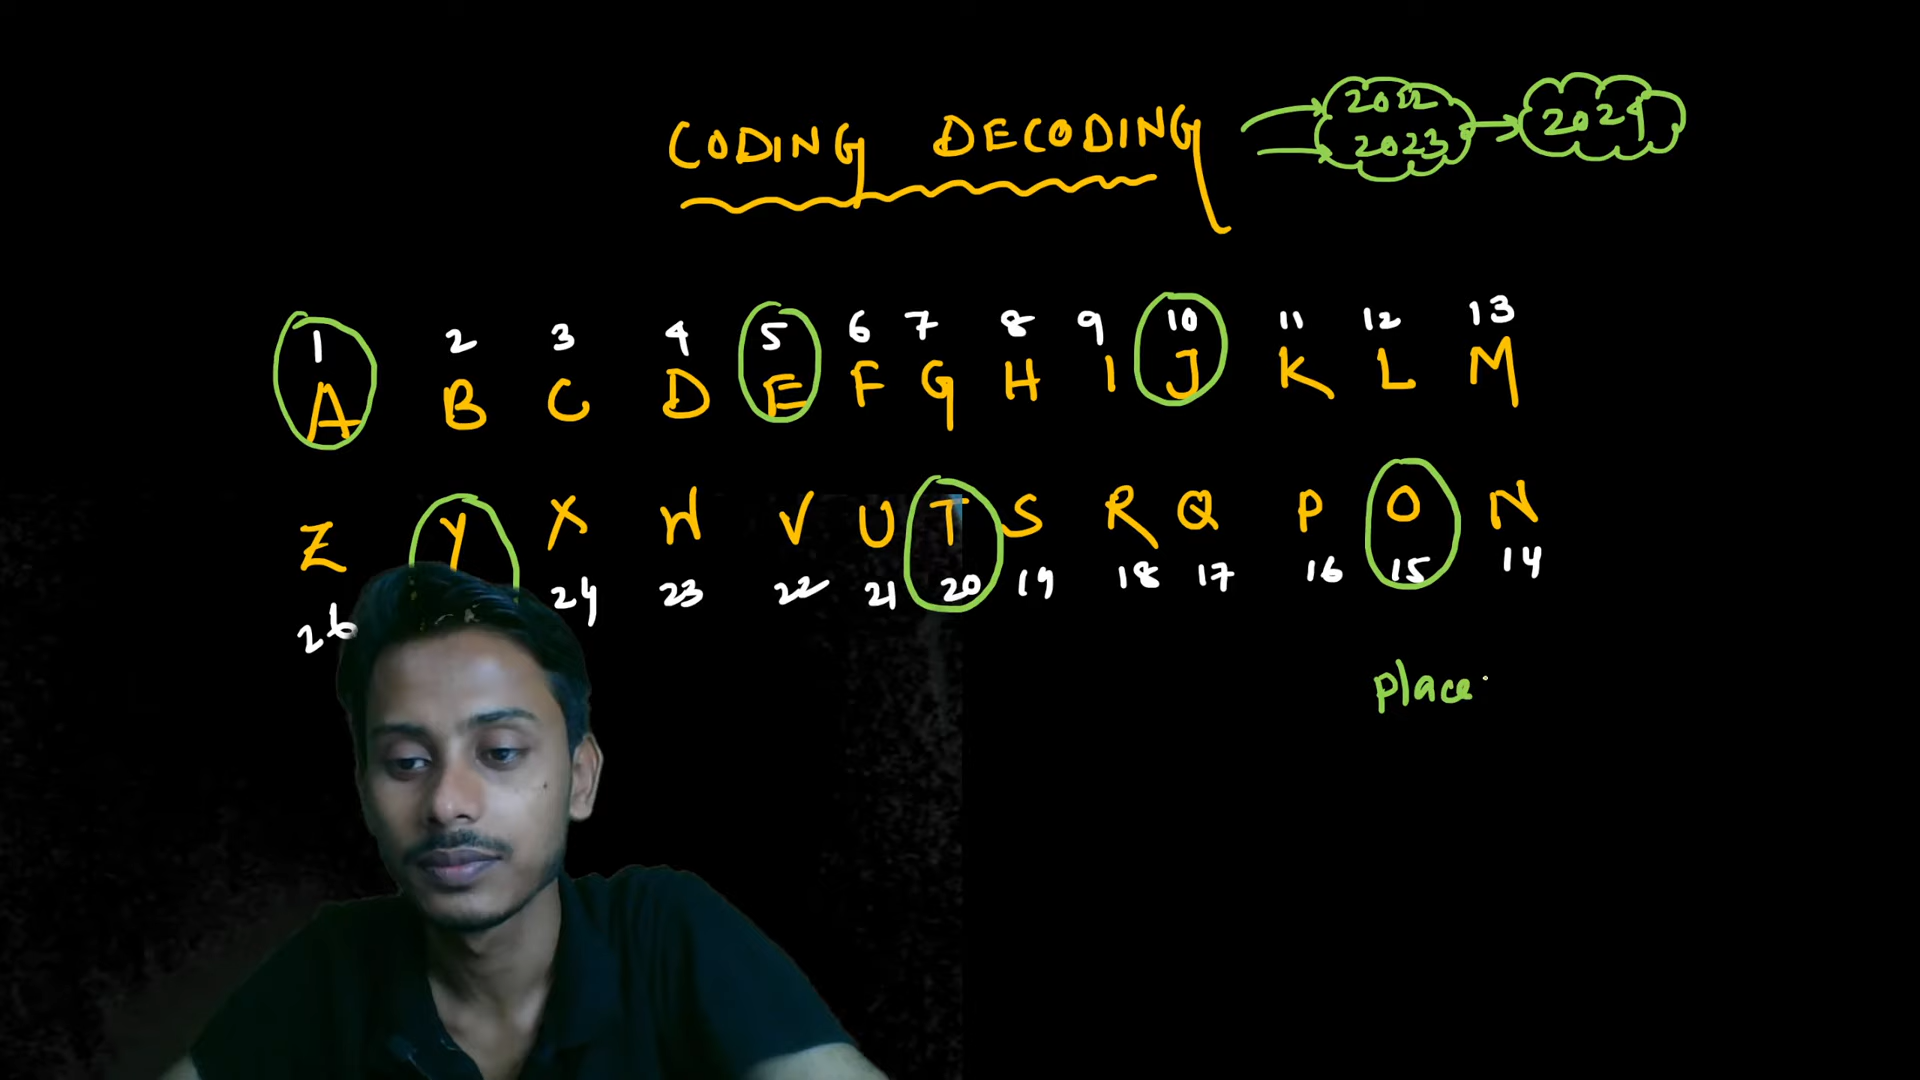 CODING DECODING
2022
2023
2024
1 2 3 4 5 6 7 8 9 10 11 12 13
A B C D E F G H I J K L M
Z Y X W V U T S R Q P O N
26 24 23 22 21 20 19 18 17 16 15 14
place